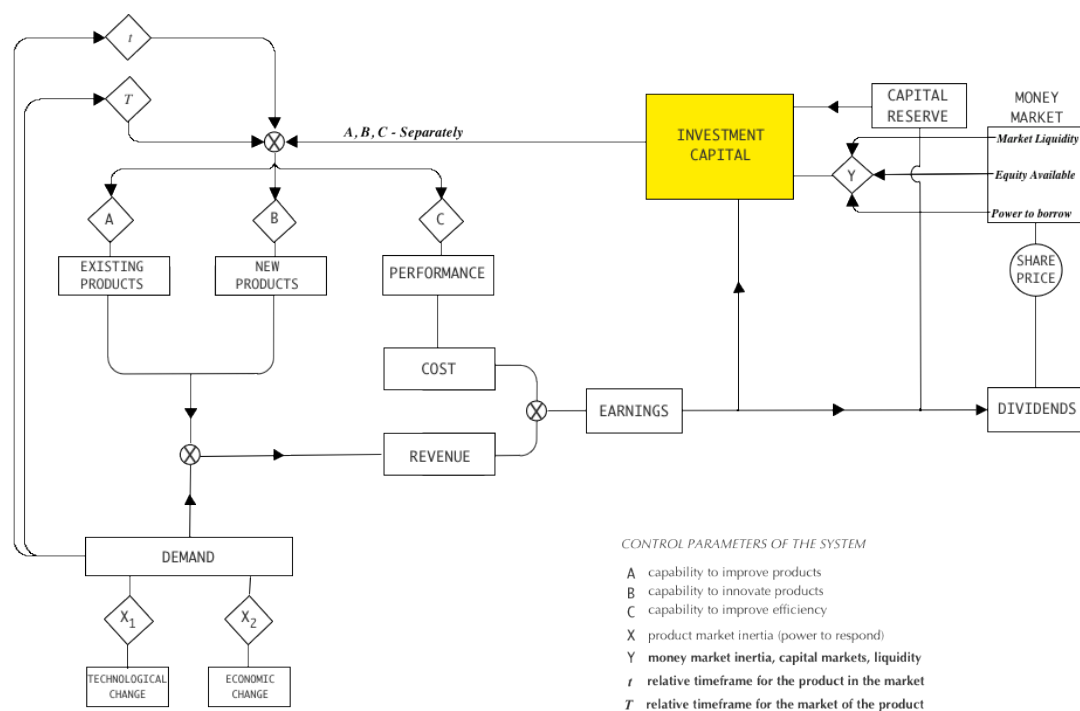 t
T
A, B, C - Separately
INVESTMENT
CAPITAL
CAPITAL
RESERVE
MONEY
MARKET
Market Liquidity
Y
Equity Available
Power to borrow
SHARE
PRICE
X
A
B
C
EXISTING
PRODUCTS
NEW
PRODUCTS
PERFORMANCE
COST
X
EARNINGS
DIVIDENDS
X
REVENUE
DEMAND
X1
X2
TECHNOLOGICAL
CHANGE
ECONOMIC
CHANGE
CONTROL PARAMETERS OF THE SYSTEM
A capability to improve products
B capability to innovate products
C capability to improve efficiency
X product market inertia (power to respond)
Y money market inertia, capital markets, liquidity
t relative timeframe for the product in the market
T relative timeframe for the market of the product